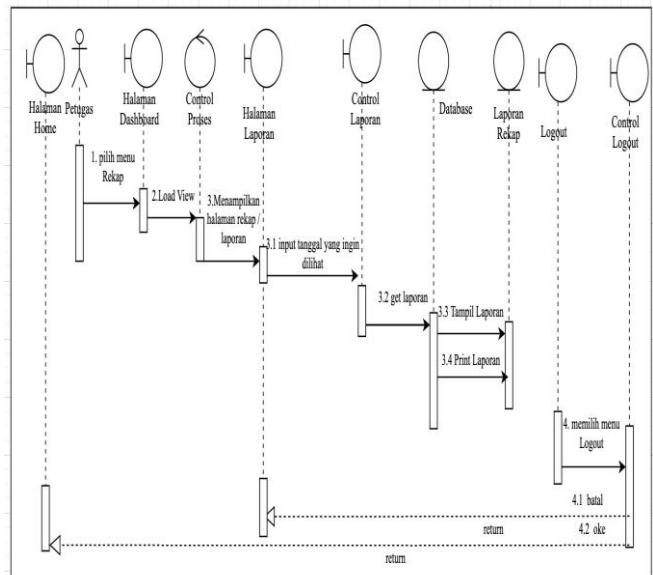 Halaman
Home
Petugas
Halaman
Dashboard
Control
Proses
Halaman
Laporan
Control
Laporan
Database
Laporan
Rekap
Logout
Control
Logout
1. pilih menu
Rekap
2.Load View
3.Menampilkan
halaman rekap /
laporan
3.1 input tanggal yang ingin
dilihat
3.2 get laporan
3.3 Tampil Laporan
3.4 Print Laporan
4. memilih menu
Logout
4.1 batal
return
4.2 oke
return